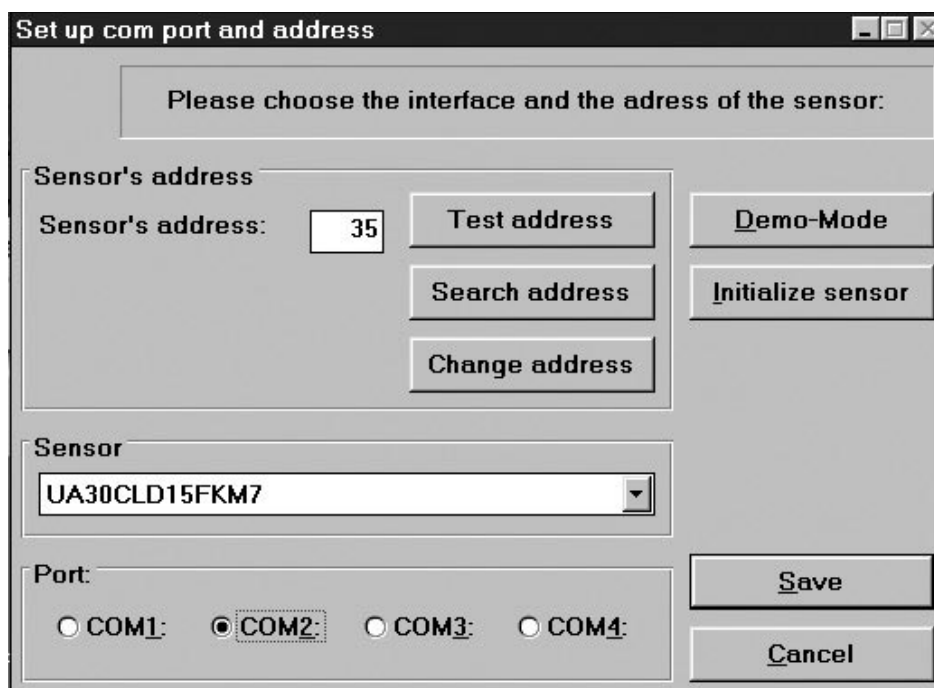 Set up com port and address
Please choose the interface and the adress of the sensor:
Sensor's address
Sensor's address: 35
Test address
Demo-Mode
Search address
Initialize sensor
Change address
Sensor
UA30CLD15FKM7
Port:
COM1: COM2: COM3: COM4:
Save
Cancel